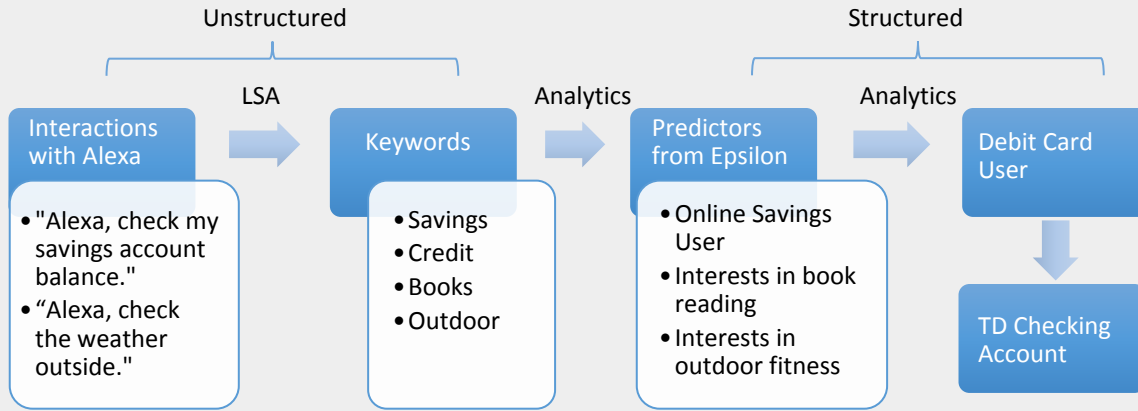 Unstructured
Structured
LSA
Analytics
Analytics
Interactions
with Alexa
Keywords
Predictors
from Epsilon
Debit Card
User
• "Alexa, check my
savings account
balance."
• “Alexa, check
the weather
outside."
• Savings
• Credit
• Books
• Outdoor
• Online Savings
User
• Interests in book
reading
• Interests in
outdoor fitness
TD Checking
Account